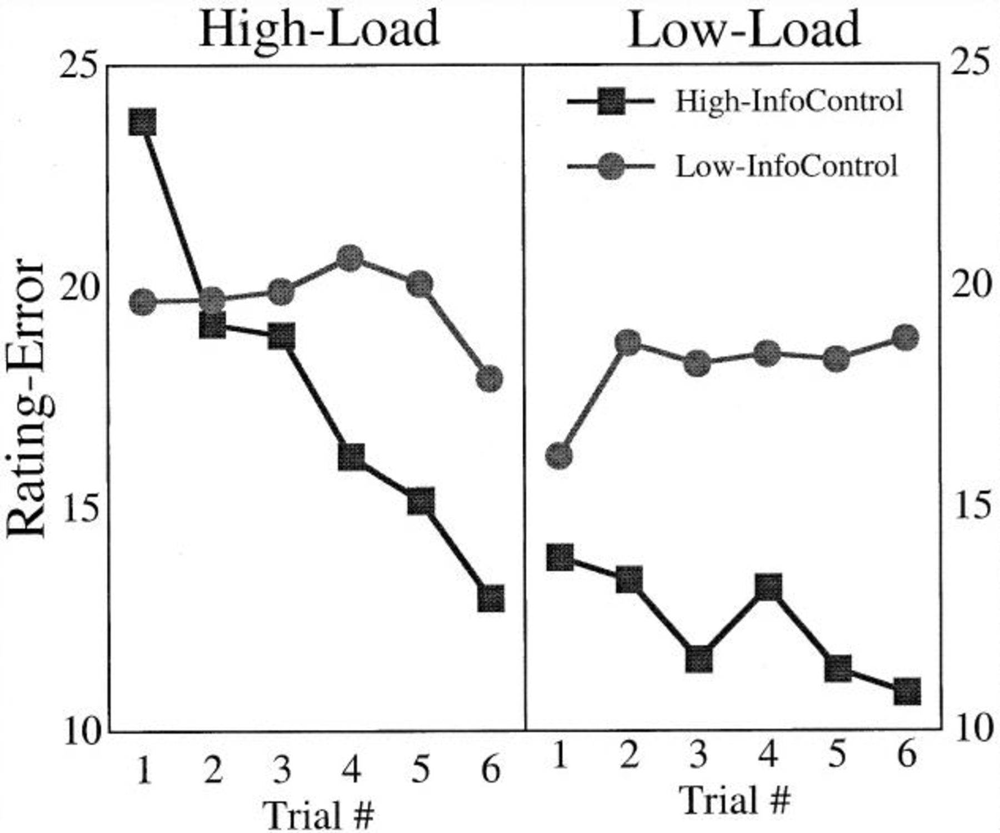 High-Load
Low-Load
25
20
15
10
Rating-Error
High-InfoControl
Low-InfoControl
25
20
15
10
1 2 3 4 5 6
Trial #
1 2 3 4 5 6
Trial #